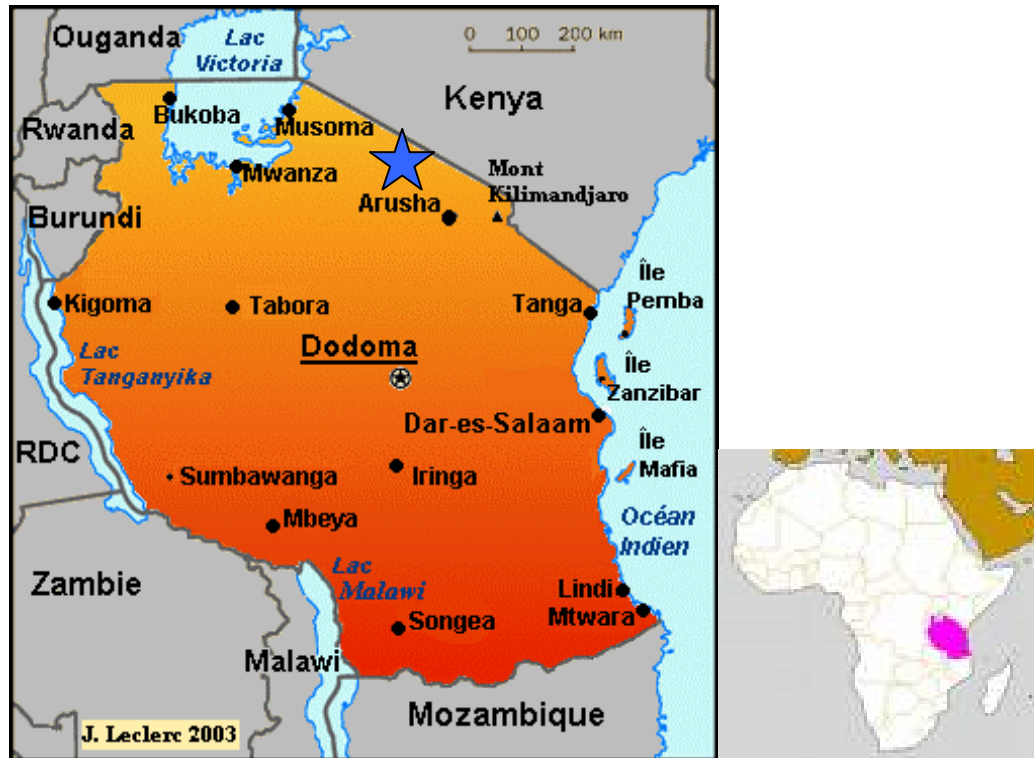 Ouganda
Lac
Victoria
0 100 200 km
Kenya
Bukoba
Musoma
Rwanda
Mwanza
Mont
Kilimandjaro
Arusha
Burundi
Île
Pemba
Kigoma
Tabora
Tanga
Dodoma
Lac
Tanganyika
Île
Zanzibar
Dar-es-Salaam
Île
Mafia
RDC
Sumbawanga
Iringa
Mbeya
Océan
Indien
Zambie
Lac
Malawi
Lindi
Mtwara
Songea
Malawi
Mozambique
J. Leclerc 2003